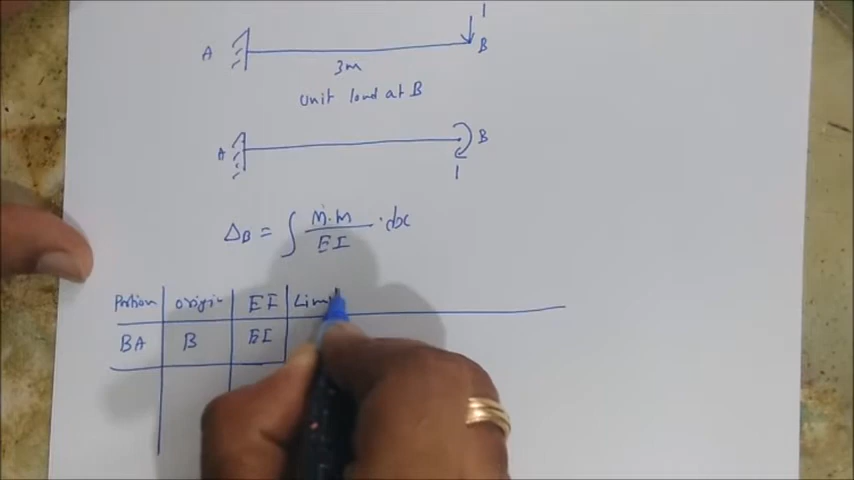 1
A B
3m
Unit load at B
A B
1
ΔB = ∫ m.M / EI . dx
Portion origin EI Lim
BA B EI